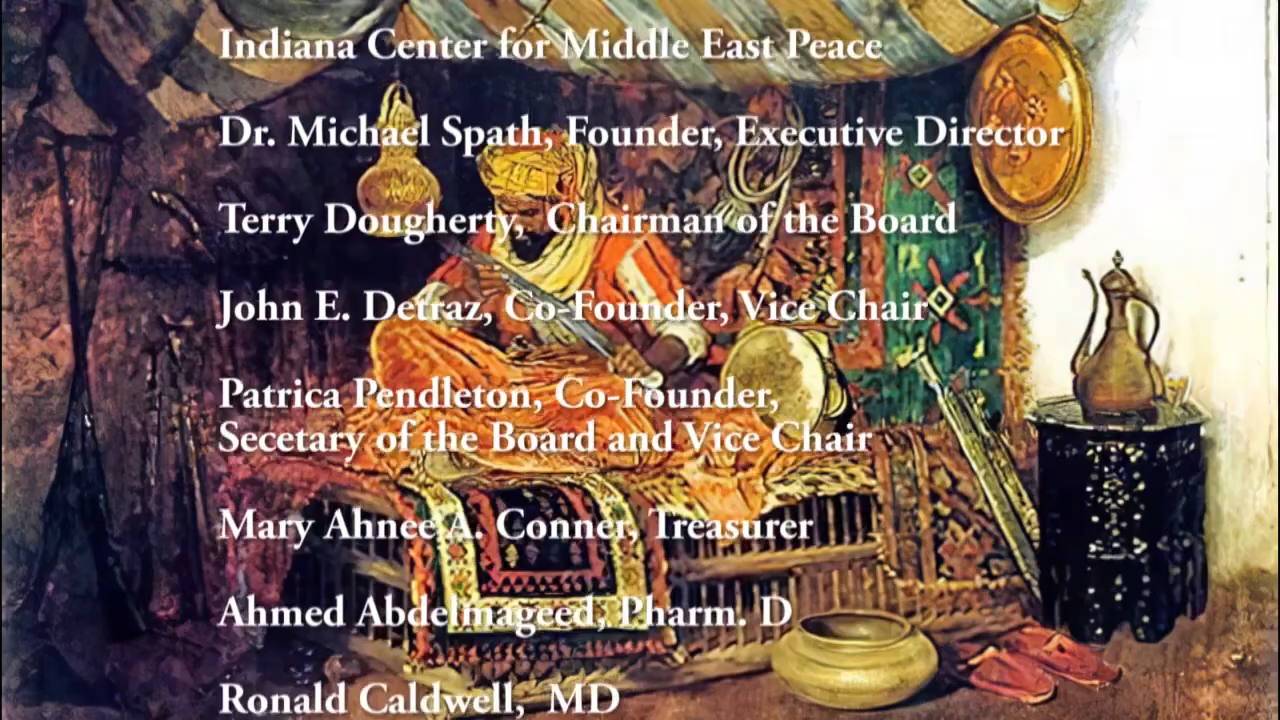 Indiana Center for Middle East Peace
Dr. Michael Spath, Founder, Executive Director
Terry Dougherty, Chairman of the Board
John E. Detraz, Co-Founder, Vice Chair
Patrica Pendleton, Co-Founder,
Secetary of the Board and Vice Chair
Mary Ahnee A. Conner, Treasurer
Ahmed Abdelmageed, Pharm. D
Ronald Caldwell, MD